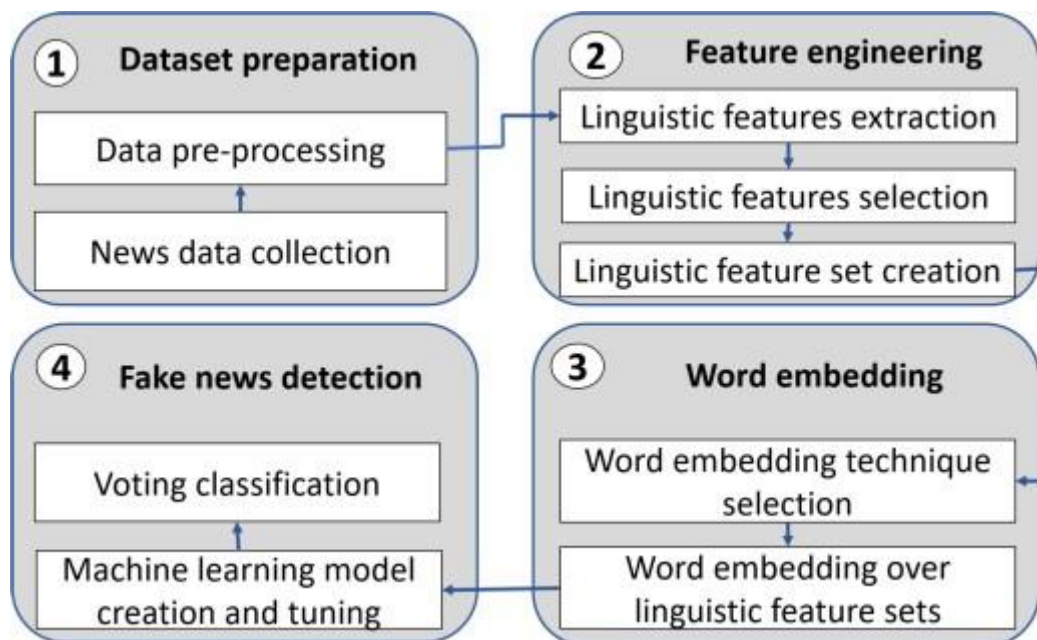 1
Dataset preparation
Data pre-processing
News data collection
2
Feature engineering
Linguistic features extraction
Linguistic features selection
Linguistic feature set creation
3
Word embedding
Word embedding technique
selection
Word embedding over
linguistic feature sets
4
Fake news detection
Voting classification
Machine learning model
creation and tuning